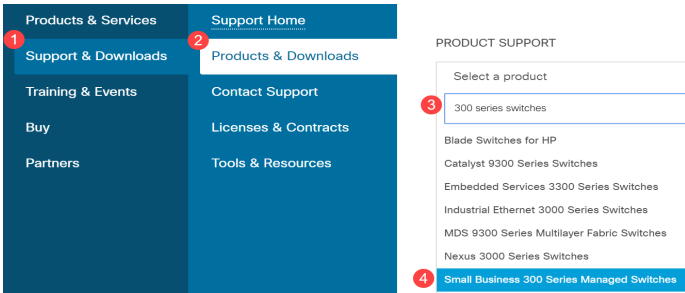 Products & Services
1
Support & Downloads
Training & Events
Buy
Partners
Support Home
2
Products & Downloads
Contact Support
Licenses & Contracts
Tools & Resources
PRODUCT SUPPORT
Select a product
3
300 series switches
Blade Switches for HP
Catalyst 9300 Series Switches
Embedded Services 3300 Series Switches
Industrial Ethernet 3000 Series Switches
MDS 9300 Series Multilayer Fabric Switches
Nexus 3000 Series Switches
4
Small Business 300 Series Managed Switches